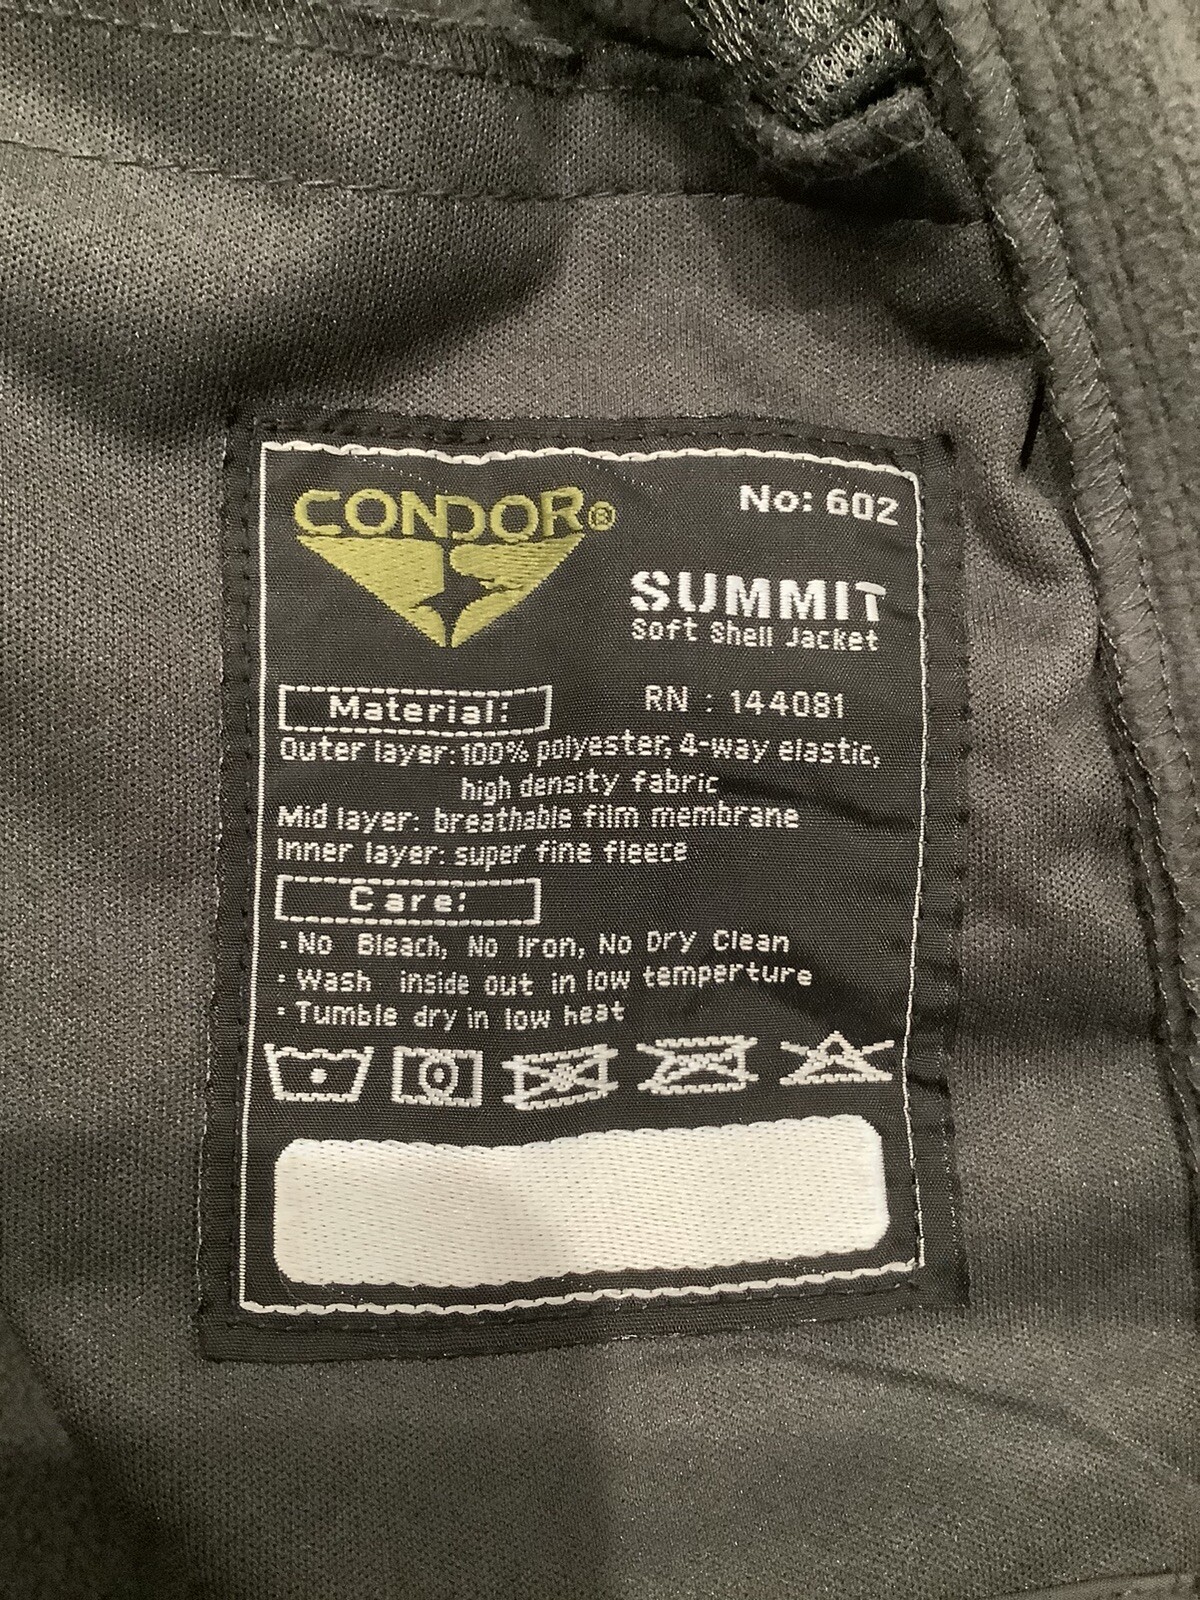 CONDOR®
No: 602
SUMMIT
Soft Shell Jacket
RN : 144081
Material:
Outer layer: 100% polyester, 4-way elastic,
high density fabric
Mid layer: breathable film membrane
Inner layer: super fine fleece
Care:
· No Bleach, No Iron, No Dry Clean
· Wash inside out in low temperture
· Tumble dry in low heat